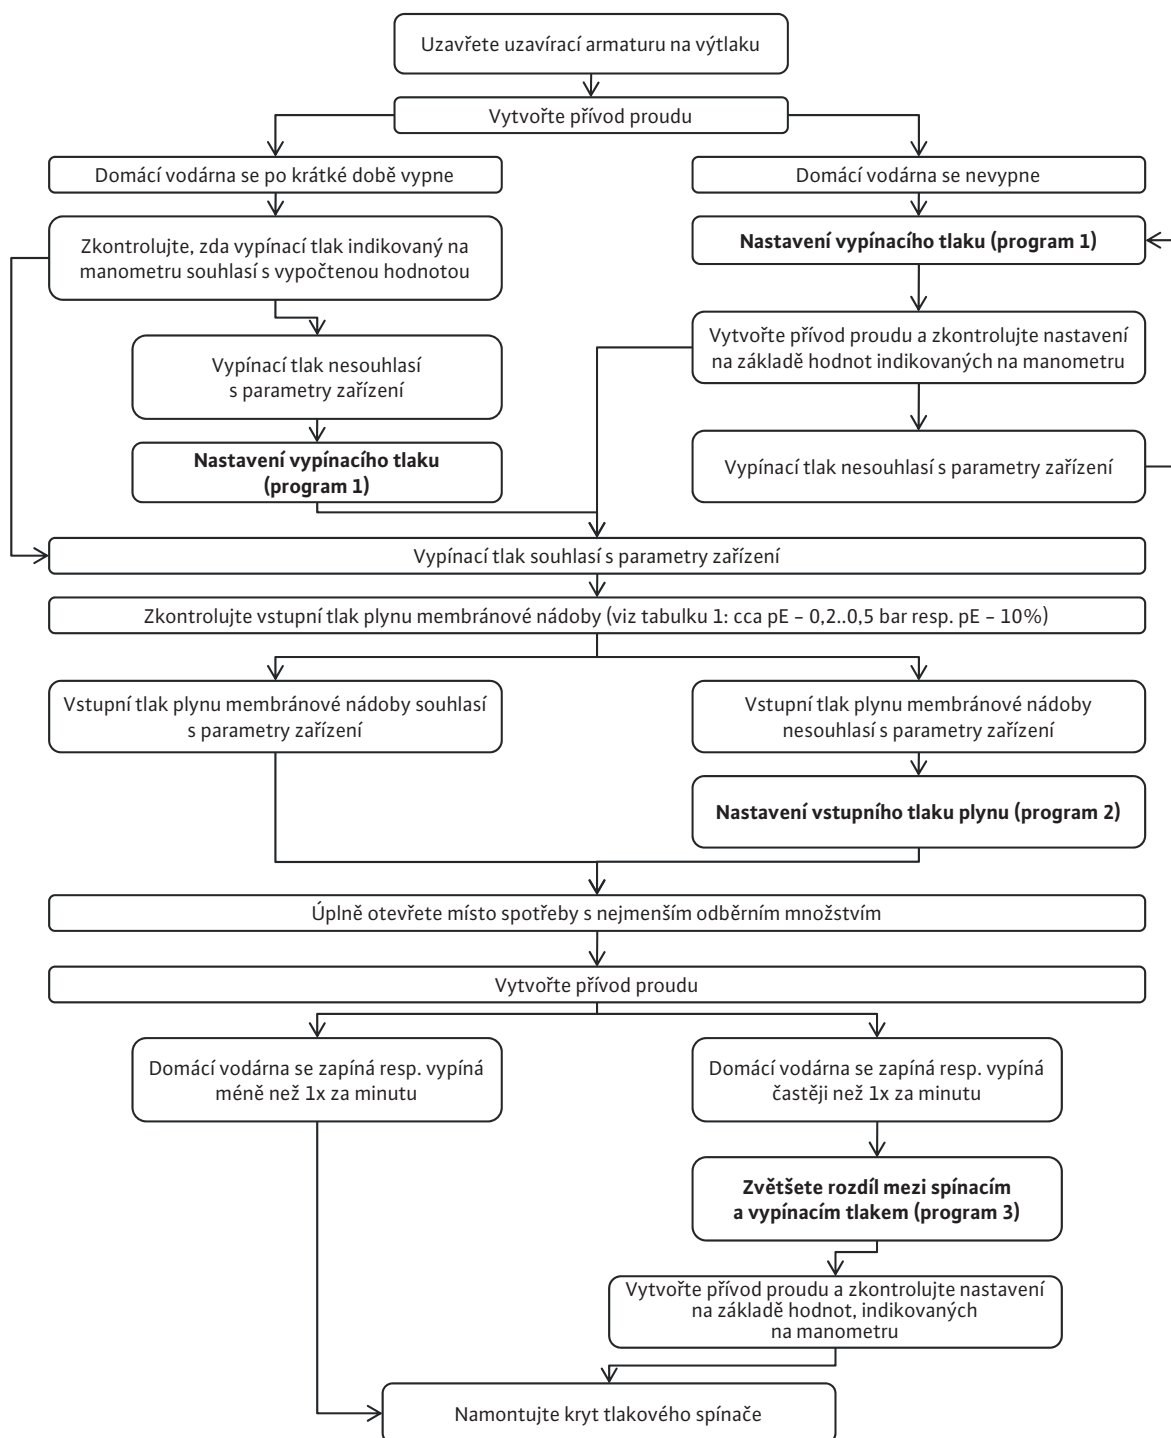 Uzavřete uzavírací armaturu na výtlaku
Vytvořte přívod proudu
Domácí vodárna se po krátké době vypne
Domácí vodárna se nevypne
Zkontrolujte, zda vypínací tlak indikovaný na
manometru souhlasí s vypočtenou hodnotou
Nastavení vypínacího tlaku (program 1)
Vytvořte přívod proudu a zkontrolujte nastavení
na základě hodnot indikovaných na manometru
Vypínací tlak nesouhlasí
s parametry zařízení
Nastavení vypínacího tlaku
(program 1)
Vypínací tlak nesouhlasí s parametry zařízení
Vypínací tlak souhlasí s parametry zařízení
Zkontrolujte vstupní tlak plynu membránové nádoby (viz tabulku 1: cca pE – 0,2..0,5 bar resp. pE – 10%)
Vstupní tlak plynu membránové nádoby souhlasí
s parametry zařízení
Vstupní tlak plynu membránové nádoby
nesouhlasí s parametry zařízení
Nastavení vstupního tlaku plynu (program 2)
Úplně otevřete místo spotřeby s nejmenším odběrním množstvím
Vytvořte přívod proudu
Domácí vodárna se zapíná resp. vypíná
méně než 1x za minutu
Domácí vodárna se zapíná resp. vypíná
častěji než 1x za minutu
Zvětšete rozdíl mezi spínacím
a vypínacím tlakem (program 3)
Vytvořte přívod proudu a zkontrolujte nastavení
na základě hodnot, indikovaných
na manometru
Namontujte kryt tlakového spínače